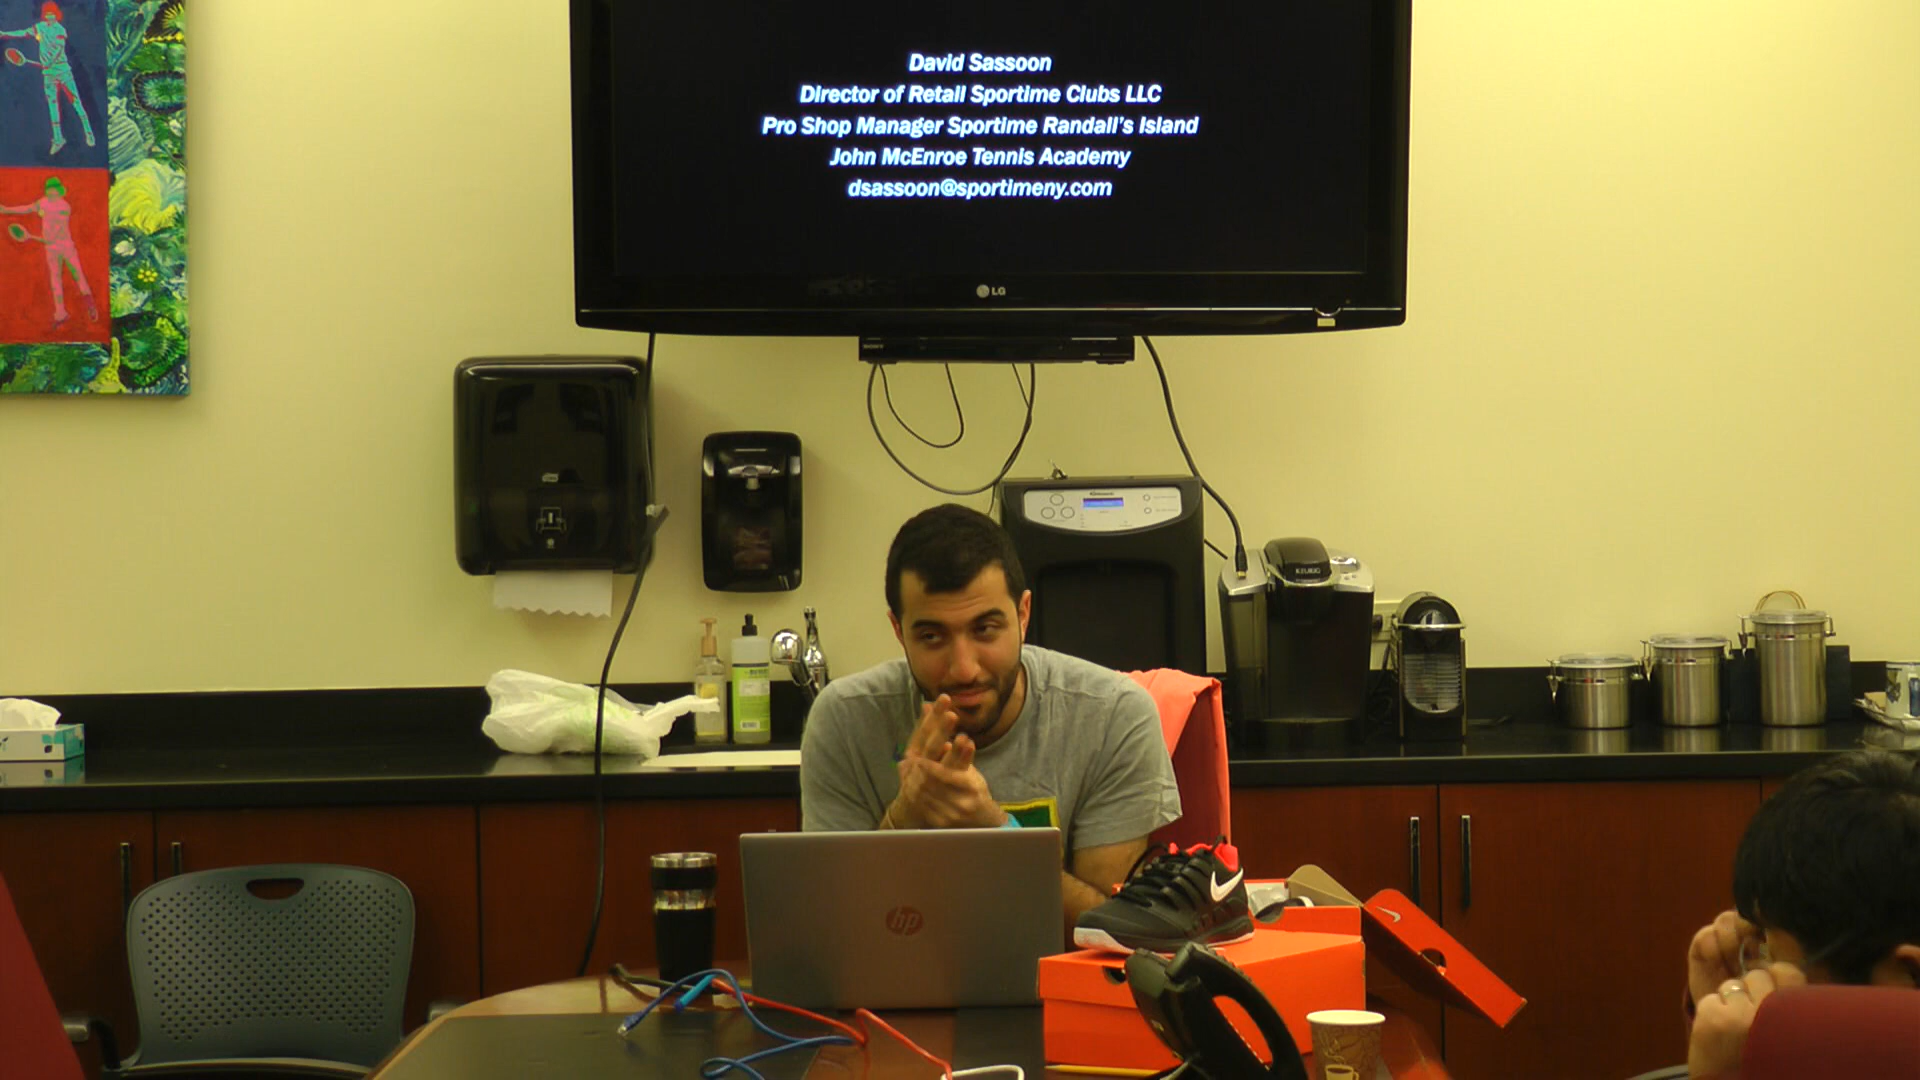 David Sassoon
Director of Retail Sportime Clubs LLC
Pro Shop Manager Sportime Randall's Island
John McEnroe Tennis Academy
dsassoon@sportimeny.com
LG
SONY
KEURIG
hp